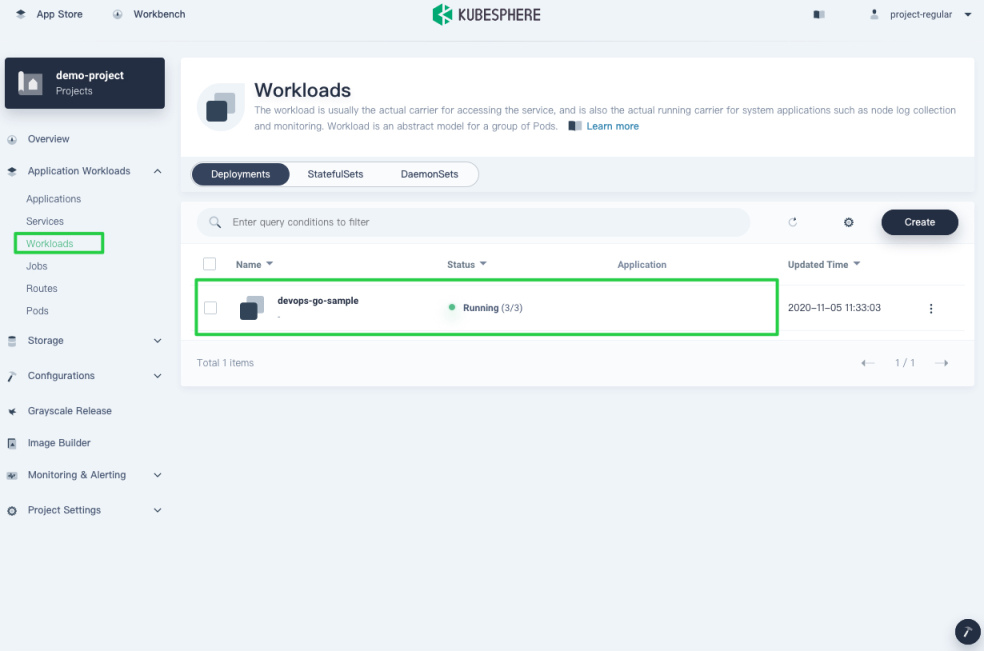 App Store
Workbench
KUBESPHERE
project-regular
demo-project
Projects
Overview
Application Workloads
Applications
Services
Workloads
Jobs
Routes
Pods
Storage
Configurations
Grayscale Release
Image Builder
Monitoring & Alerting
Project Settings
Workloads
The workload is usually the actual carrier for accessing the service, and is also the actual running carrier for system applications such as node log collection
and monitoring. Workload is an abstract model for a group of Pods. Learn more
Deployments StatefulSets DaemonSets
Enter query conditions to filter
Create
Name Status Application Updated Time
devops-go-sample Running (3/3) 2020-11-05 11:33:03
-
Total 1 items
1 / 1